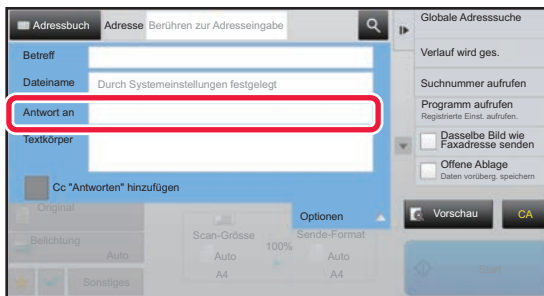 Adressbuch
Adresse
Berühren zur Adresseingabe
Betreff
Dateiname
Durch Systemeinstellungen festgelegt
Antwort an
Textkörper
Cc "Antworten" hinzufügen
Optionen
Original
Belichtung
Auto
Scan-Grösse
Auto
A4
100%
Sende-Format
Auto
A4
Sonstiges
Globale Adresssuche
Verlauf wird ges.
Suchnummer aufrufen
Programm aufrufen
Registrierte Einst. aufrufen.
Dasselbe Bild wie
Faxadresse senden
Offene Ablage
Daten vorüberg. speichern
Vorschau
CA
Start